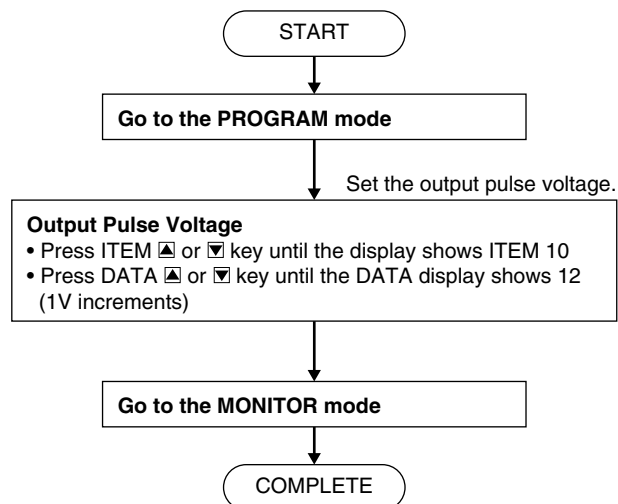 START
Go to the PROGRAM mode
Set the output pulse voltage.
Output Pulse Voltage
• Press ITEM ▲ or ▼ key until the display shows ITEM 10
• Press DATA ▲ or ▼ key until the DATA display shows 12
(1V increments)
Go to the MONITOR mode
COMPLETE